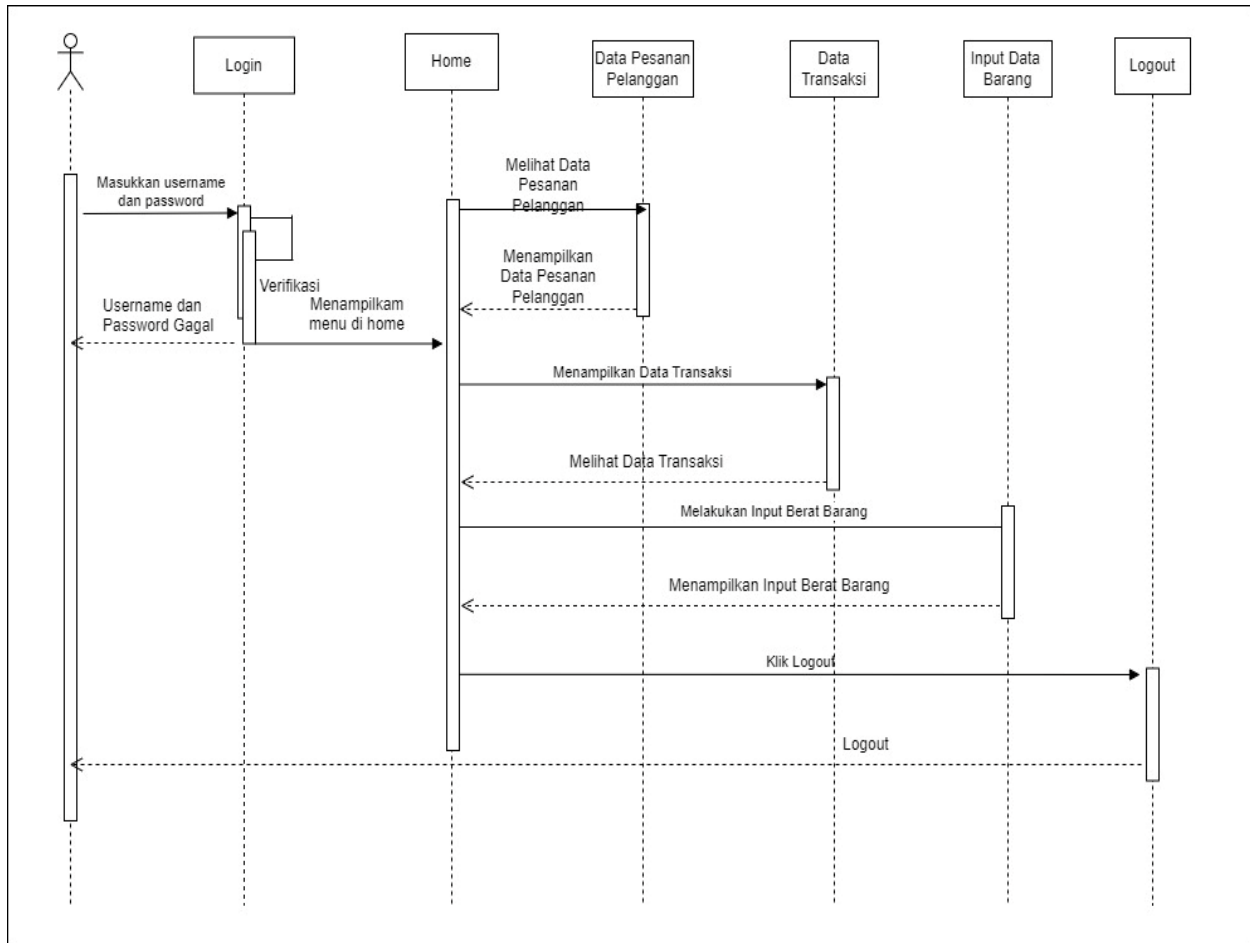 Login
Home
Data Pesanan
Pelanggan
Data
Transaksi
Input Data
Barang
Logout
Masukkan username
dan password
Melihat Data
Pesanan
Pelanggan
Menampilkan
Data Pesanan
Pelanggan
Verifikasi
Username dan
Password Gagal
Menampilkam
menu di home
Menampilkan Data Transaksi
Melihat Data Transaksi
Melakukan Input Berat Barang
Menampilkan Input Berat Barang
Klik Logout
Logout